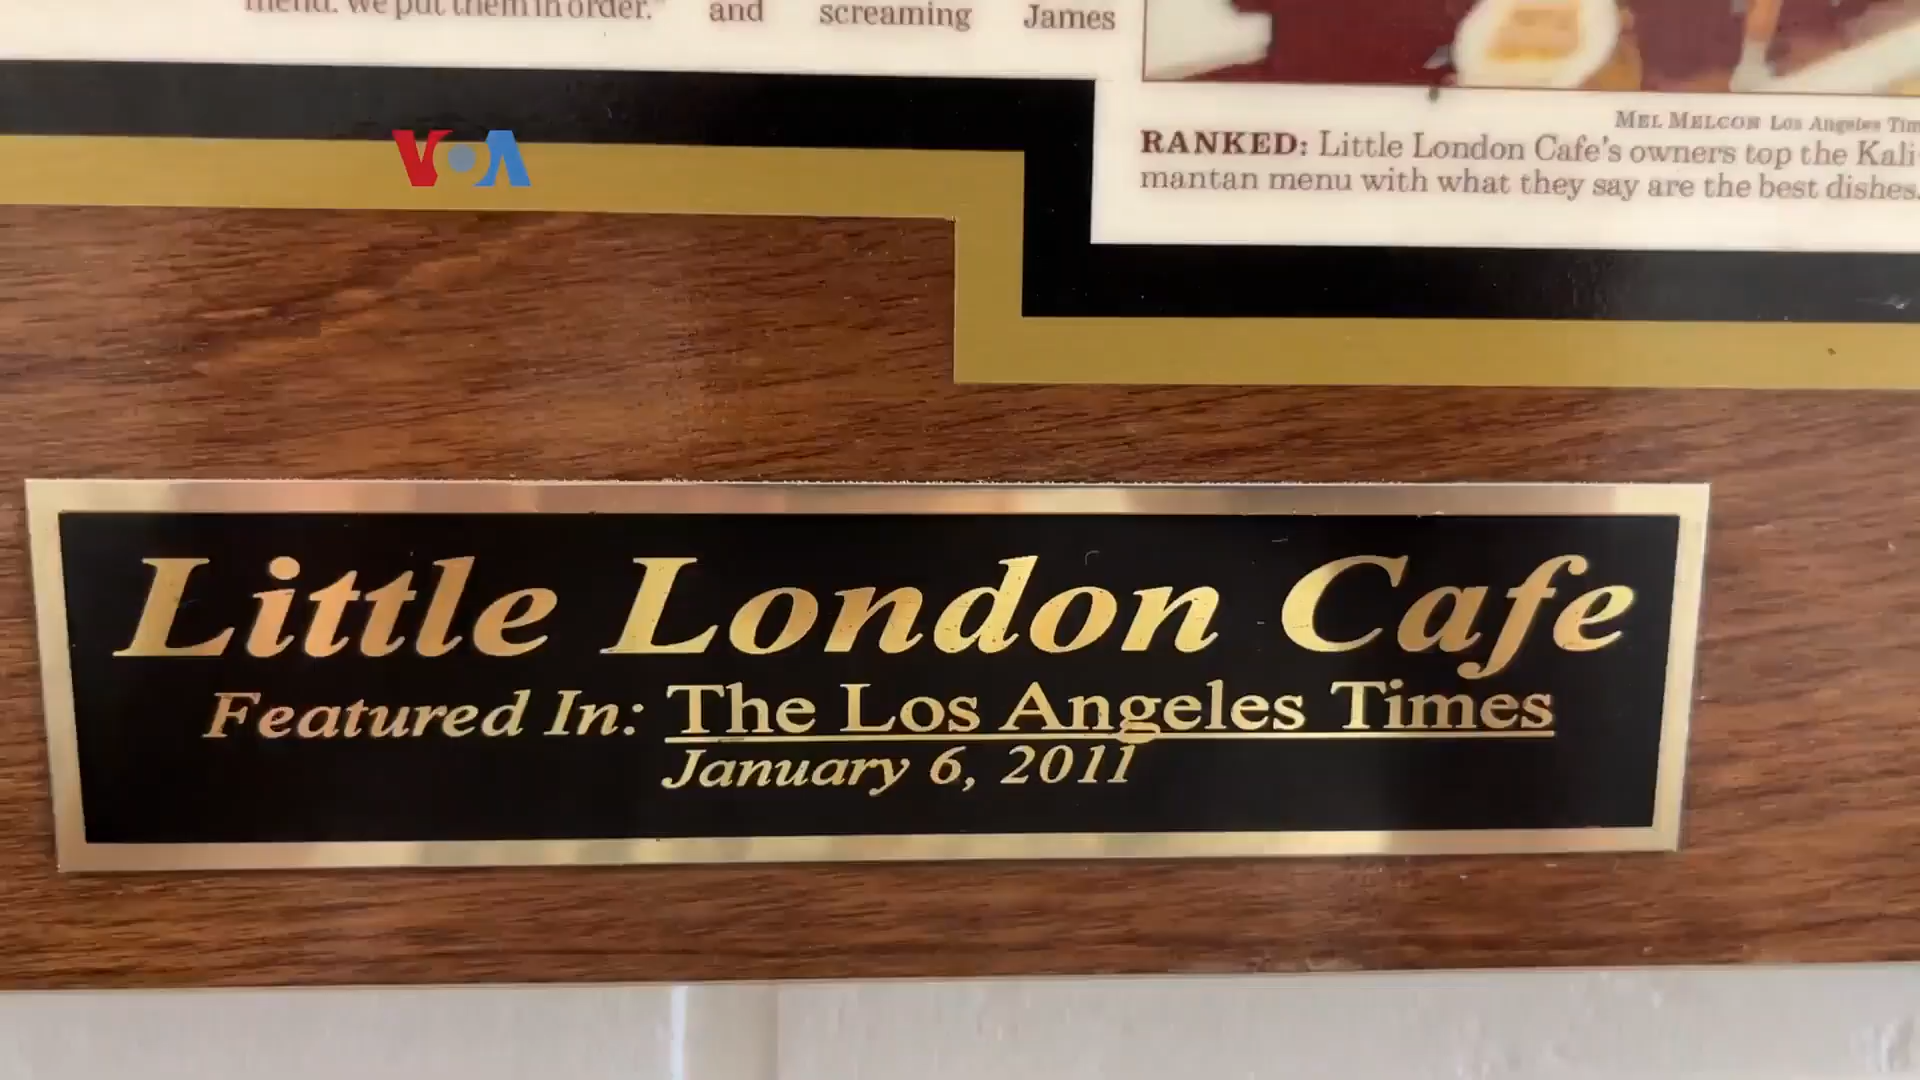 menu. We put them in order."
and screaming James
VOA
MEL MELCON Los Angeles Tim
RANKED: Little London Cafe's owners top the Kali-
mantan menu with what they say are the best dishes.
Little London Cafe
Featured In: The Los Angeles Times
January 6, 2011